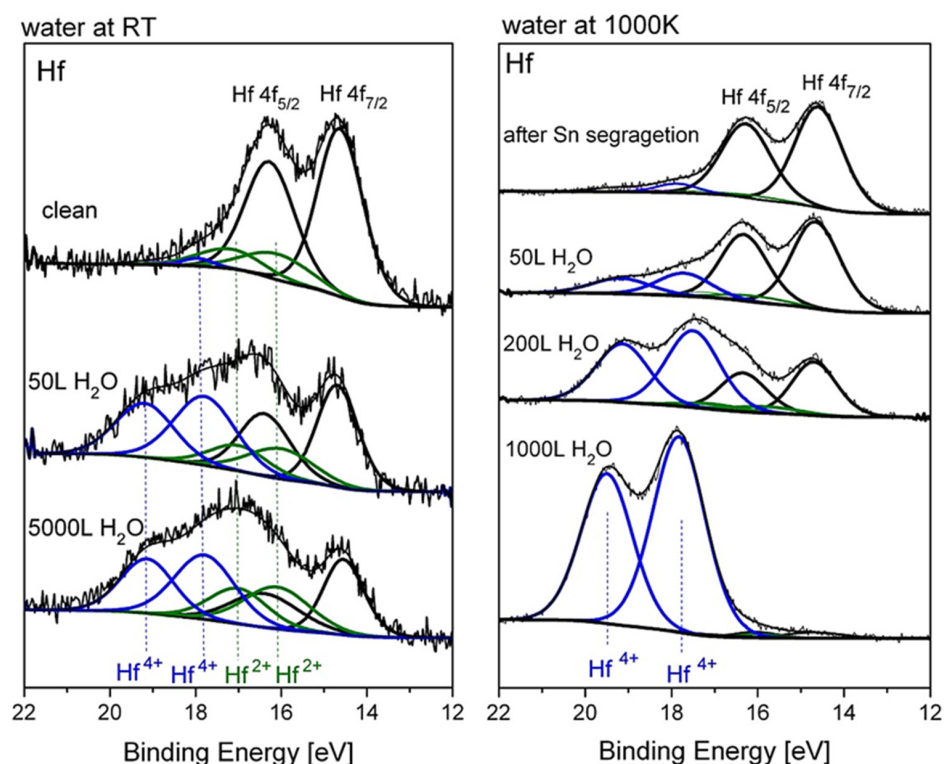 water at RT
Hf
Hf 4f5/2
Hf 4f7/2
clean
50L H2O
5000L H2O
Hf4+
Hf4+
Hf2+
Hf2+
22 20 18 16 14 12
Binding Energy [eV]
water at 1000K
Hf
Hf 4f5/2
Hf 4f7/2
after Sn segragetion
50L H2O
200L H2O
1000L H2O
Hf 4+
Hf 4+
22 20 18 16 14 12
Binding Energy [eV]